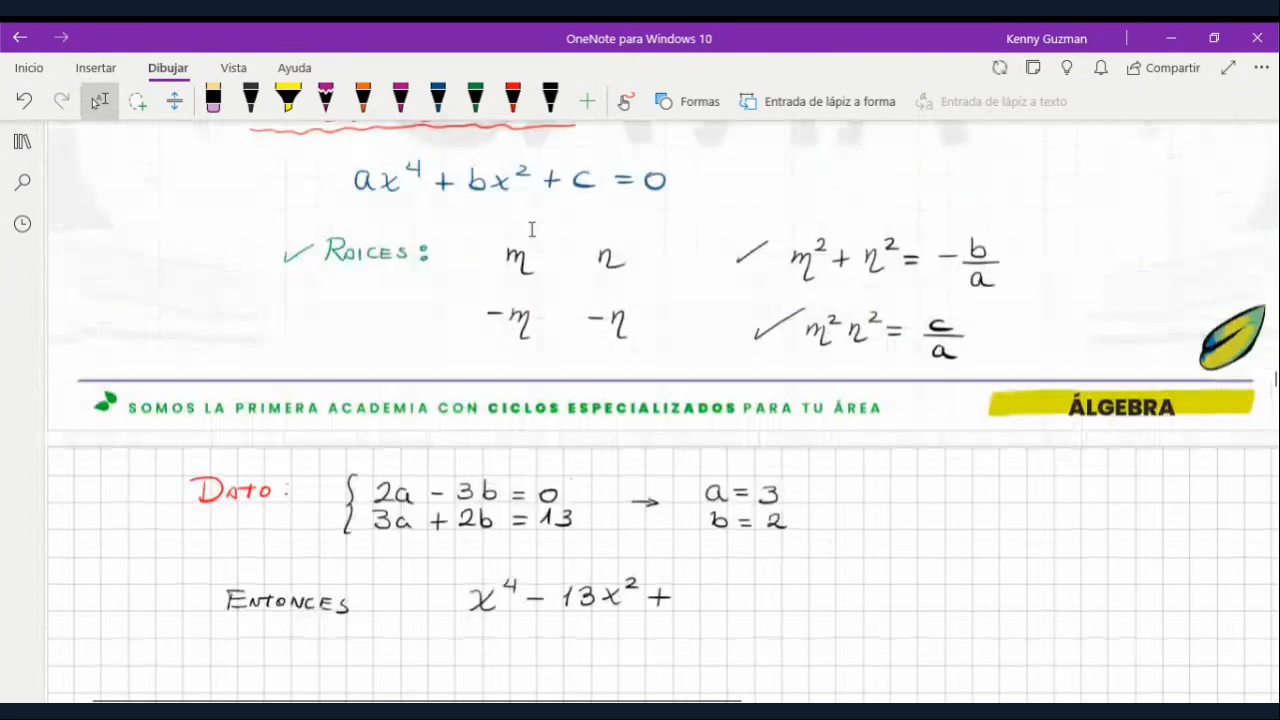 OneNote para Windows 10
Kenny Guzman
Inicio Insertar Dibujar Vista Ayuda
Compartir
Formas Entrada de lápiz a forma Entrada de lápiz a texto
ax⁴ + bx² + c = 0
✓ RAICES: m n ✓ m² + n² = -b/a
-m -n ✓ m² n² = c/a
SOMOS LA PRIMERA ACADEMIA CON CICLOS ESPECIALIZADOS PARA TU ÁREA
ÁLGEBRA
DATO: { 2a - 3b = 0 → a = 3
3a + 2b = 13 b = 2
ENTONCES x⁴ - 13x² +